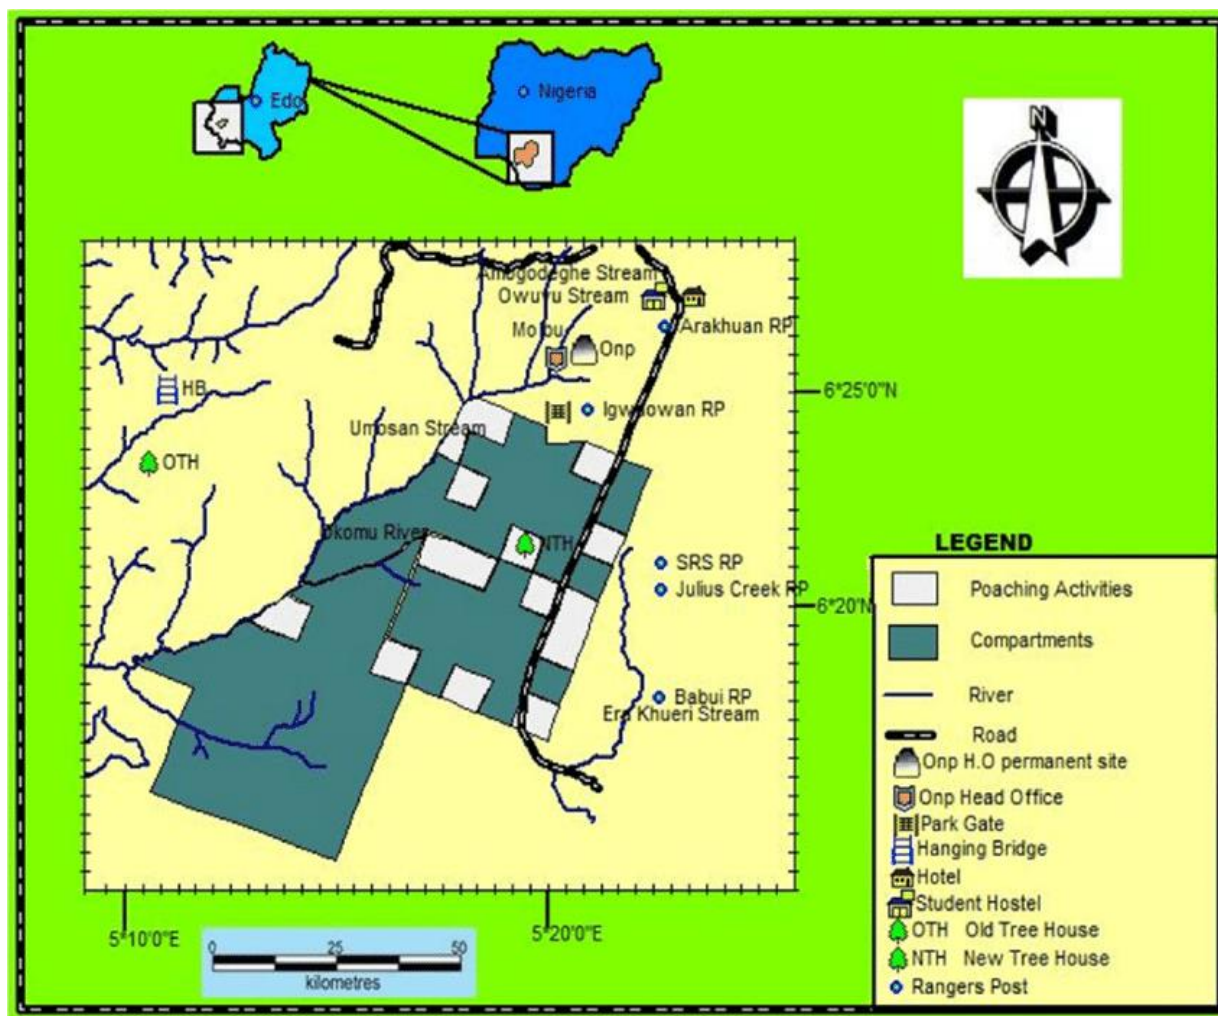 Edo
Nigeria
N
Amogodeghe Stream
Owuvu Stream
Arakhuan RP
Onp
HB
6°25'0"N
RP
Umosan Stream
OTH
Okomu River
NTH
SRS RP
Julius Creek RP
6°20'N
Babui RP
Era Khueri Stream
5°10'0"E
5°20'0"E
0 25 50
kilometres
LEGEND
Poaching Activities
Compartments
River
Road
Onp H.O permanent site
Onp Head Office
Park Gate
Hanging Bridge
Hotel
Student Hostel
OTH Old Tree House
NTH New Tree House
Rangers Post